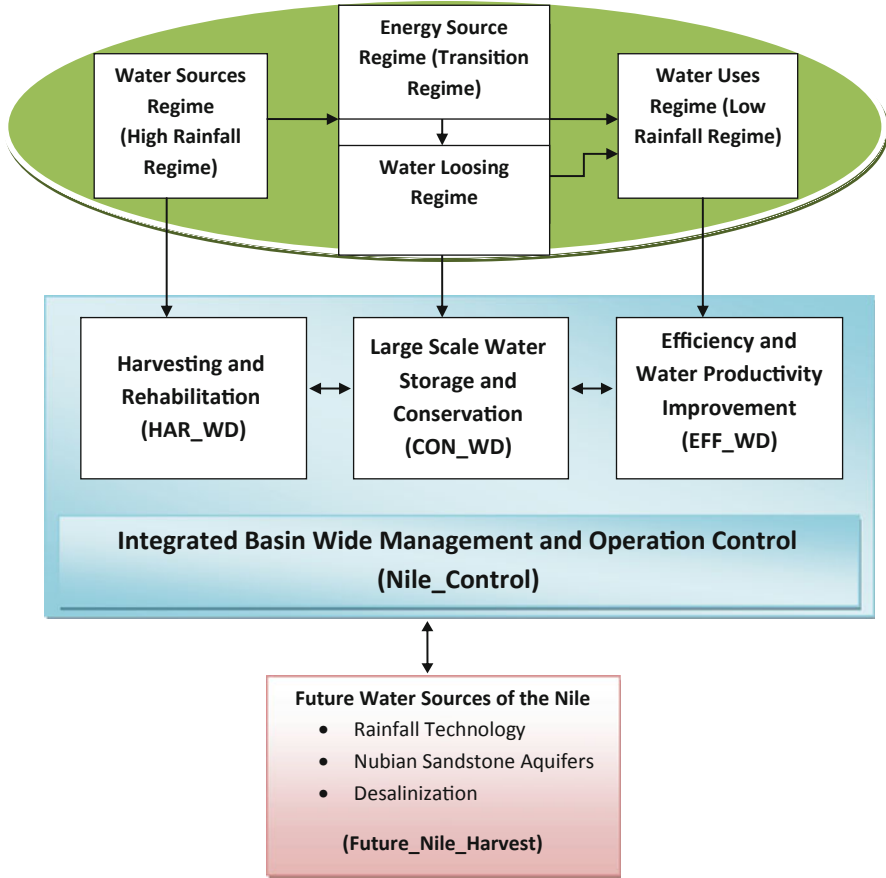 Water Sources
Regime
(High Rainfall
Regime)
Energy Source
Regime (Transition
Regime)
Water Loosing
Regime
Water Uses
Regime (Low
Rainfall Regime)
Harvesting and
Rehabilitation
(HAR_WD)
Large Scale Water
Storage and
Conservation
(CON_WD)
Efficiency and
Water Productivity
Improvement
(EFF_WD)
Integrated Basin Wide Management and Operation Control
(Nile_Control)
Future Water Sources of the Nile
• Rainfall Technology
• Nubian Sandstone Aquifers
• Desalinization
(Future_Nile_Harvest)